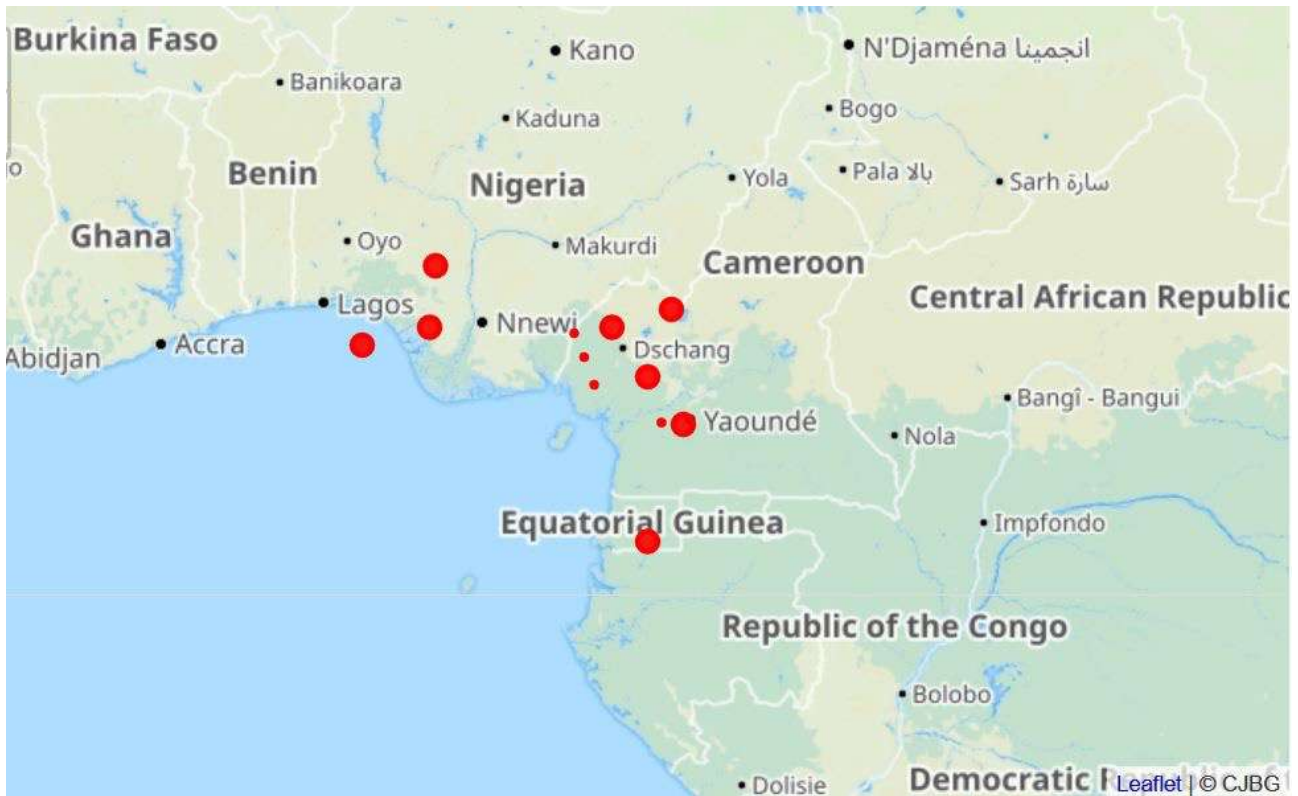 Burkina Faso
Kano
N'Djaména انجمينا
Banikoara
Kaduna
Bogo
o
Benin
Nigeria
Yola
Pala بالا
Sarh سارة
Ghana
Oyo
Makurdi
Cameroon
Central African Republic
Lagos
Nnewi
Abidjan
Accra
Dschang
Bangî - Bangui
Yaoundé
Nola
Equatorial Guinea
Impfondo
Republic of the Congo
Bolobo
Dolisie
Democratic
Leaflet | © CJBG